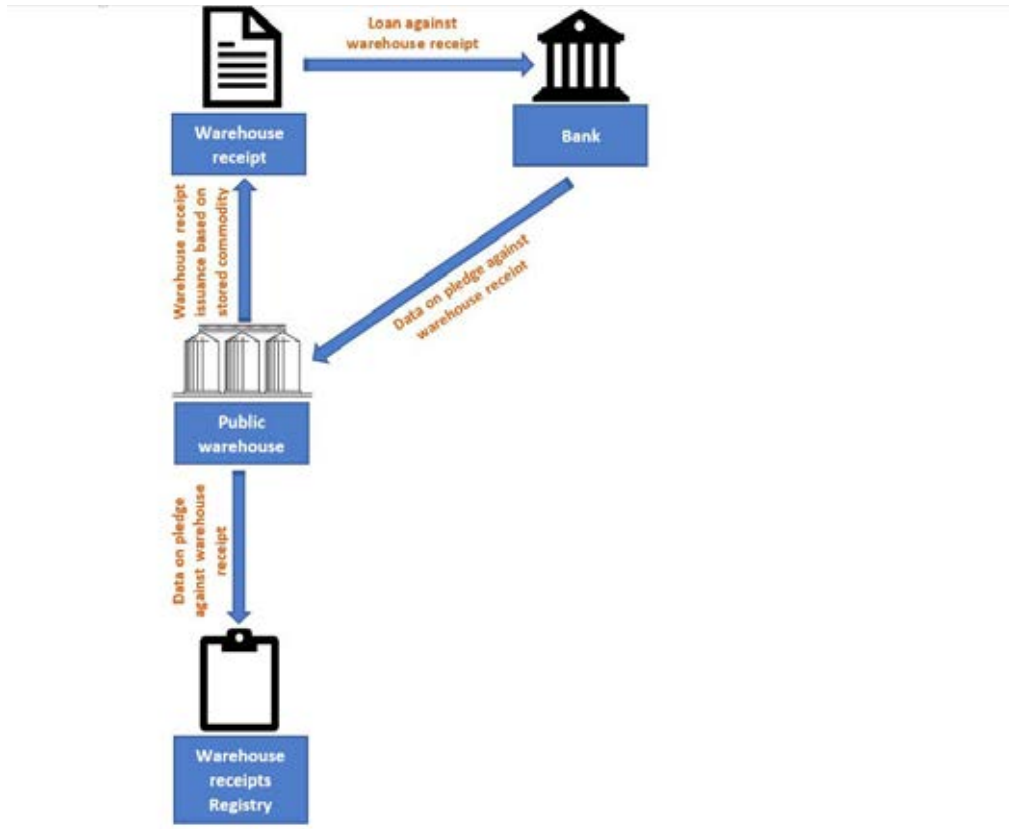 Loan against
warehouse receipt
Warehouse
receipt
Bank
Warehouse receipt
issuance based on
stored commodity
Data on pledge against
warehouse receipt
Public
warehouse
Data on pledge
against warehouse
receipt
Warehouse
receipts
Registry